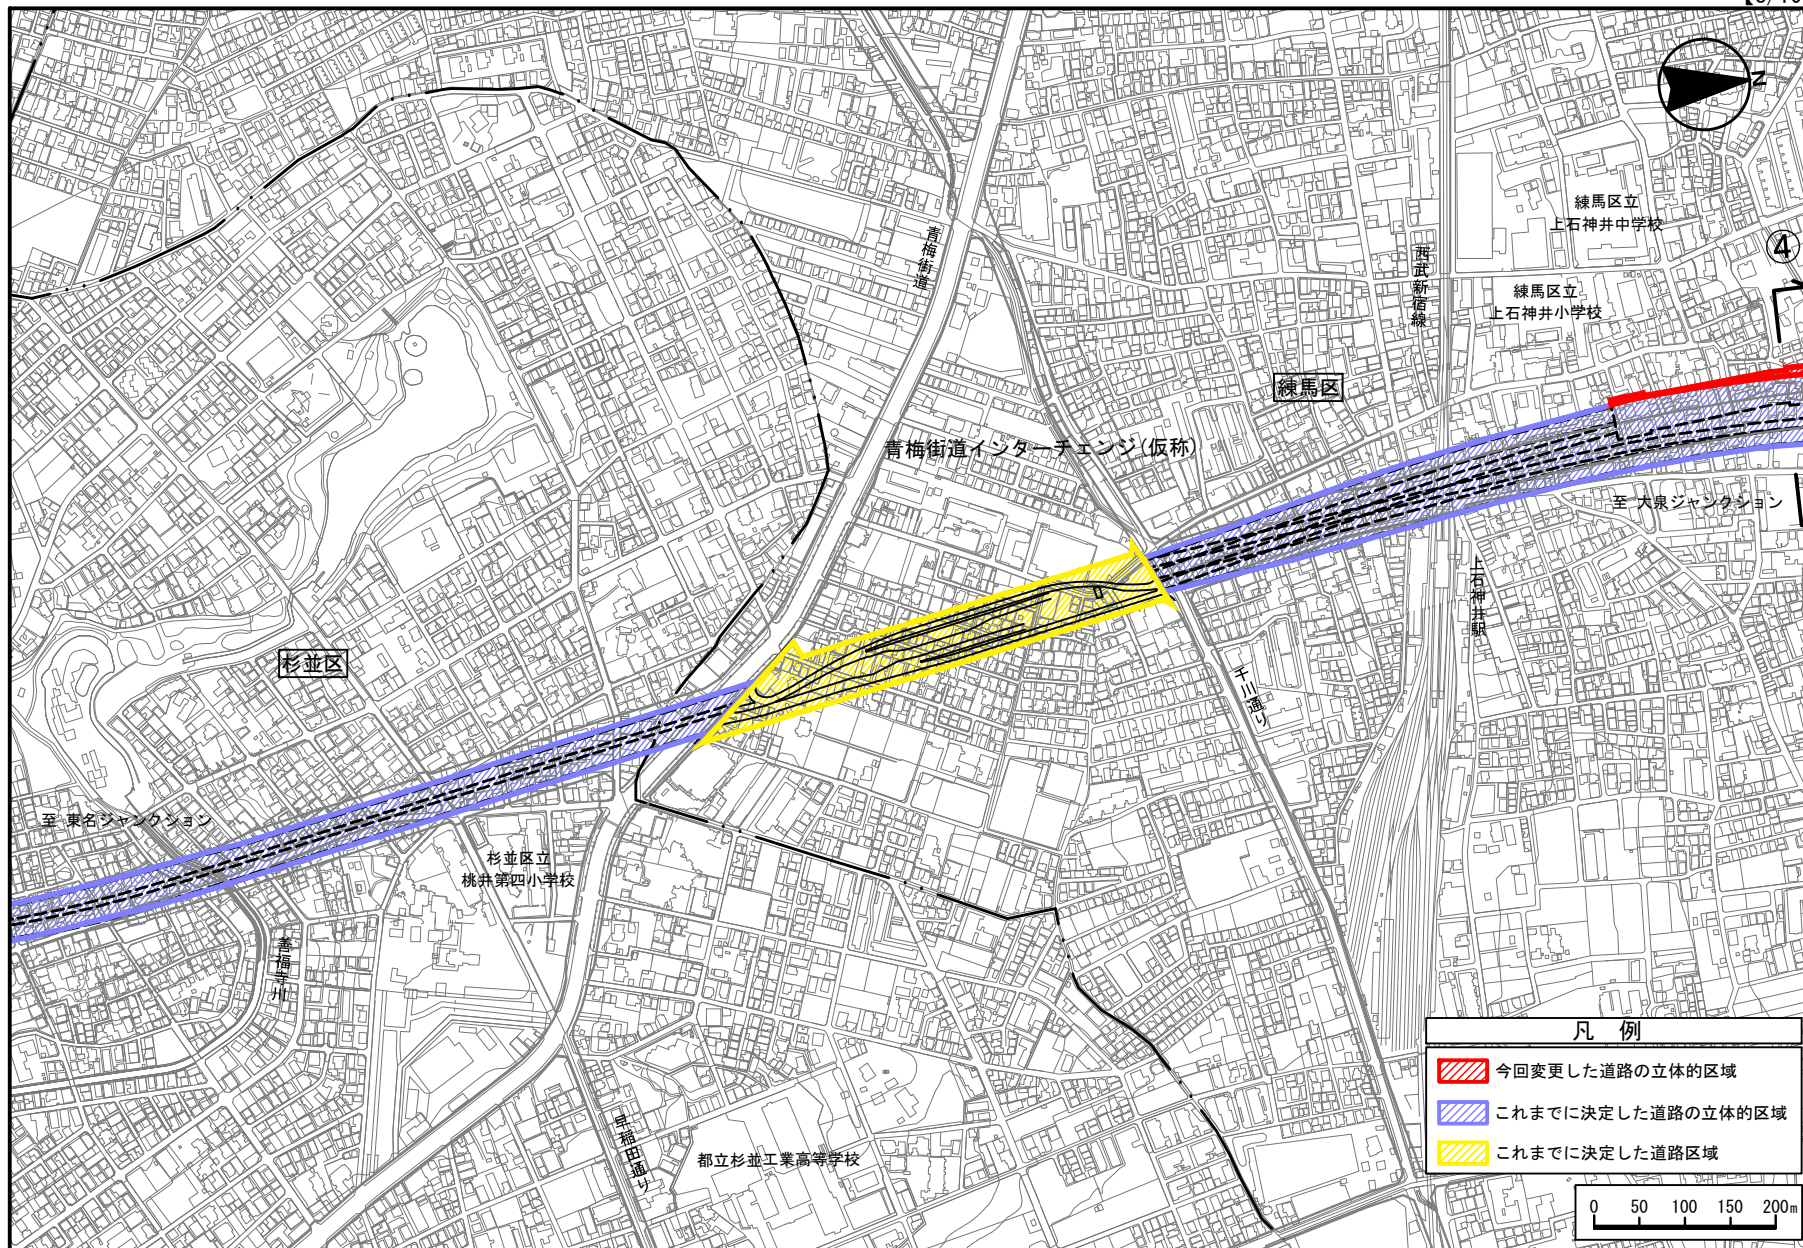 N
練馬区立
上石神井中学校
④
青梅街道
西武新宿線
練馬区立
上石神井小学校
練馬区
青梅街道インターチェンジ(仮称)
至 大泉ジャンクション
上石神井駅
杉並区
千川通り
至 東名ジャンクション
杉並区立
桃井第四小学校
善福寺川
早稲田通り
都立杉並工業高等学校
凡 例
今回変更した道路の立体的区域
これまでに決定した道路の立体的区域
これまでに決定した道路区域
0 50 100 150 200m